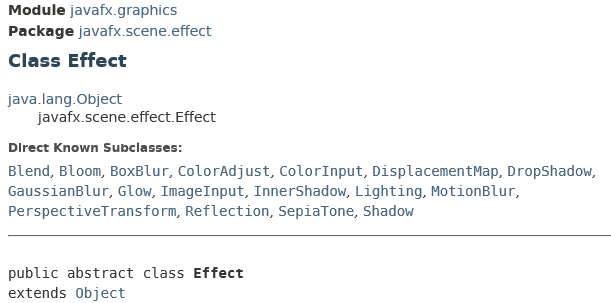 Module javafx.graphics
Package javafx.scene.effect
Class Effect
java.lang.Object
javafx.scene.effect.Effect
Direct Known Subclasses:
Blend, Bloom, BoxBlur, ColorAdjust, ColorInput, DisplacementMap, DropShadow,
GaussianBlur, Glow, ImageInput, InnerShadow, Lighting, MotionBlur,
PerspectiveTransform, Reflection, SepiaTone, Shadow
public abstract class Effect
extends Object